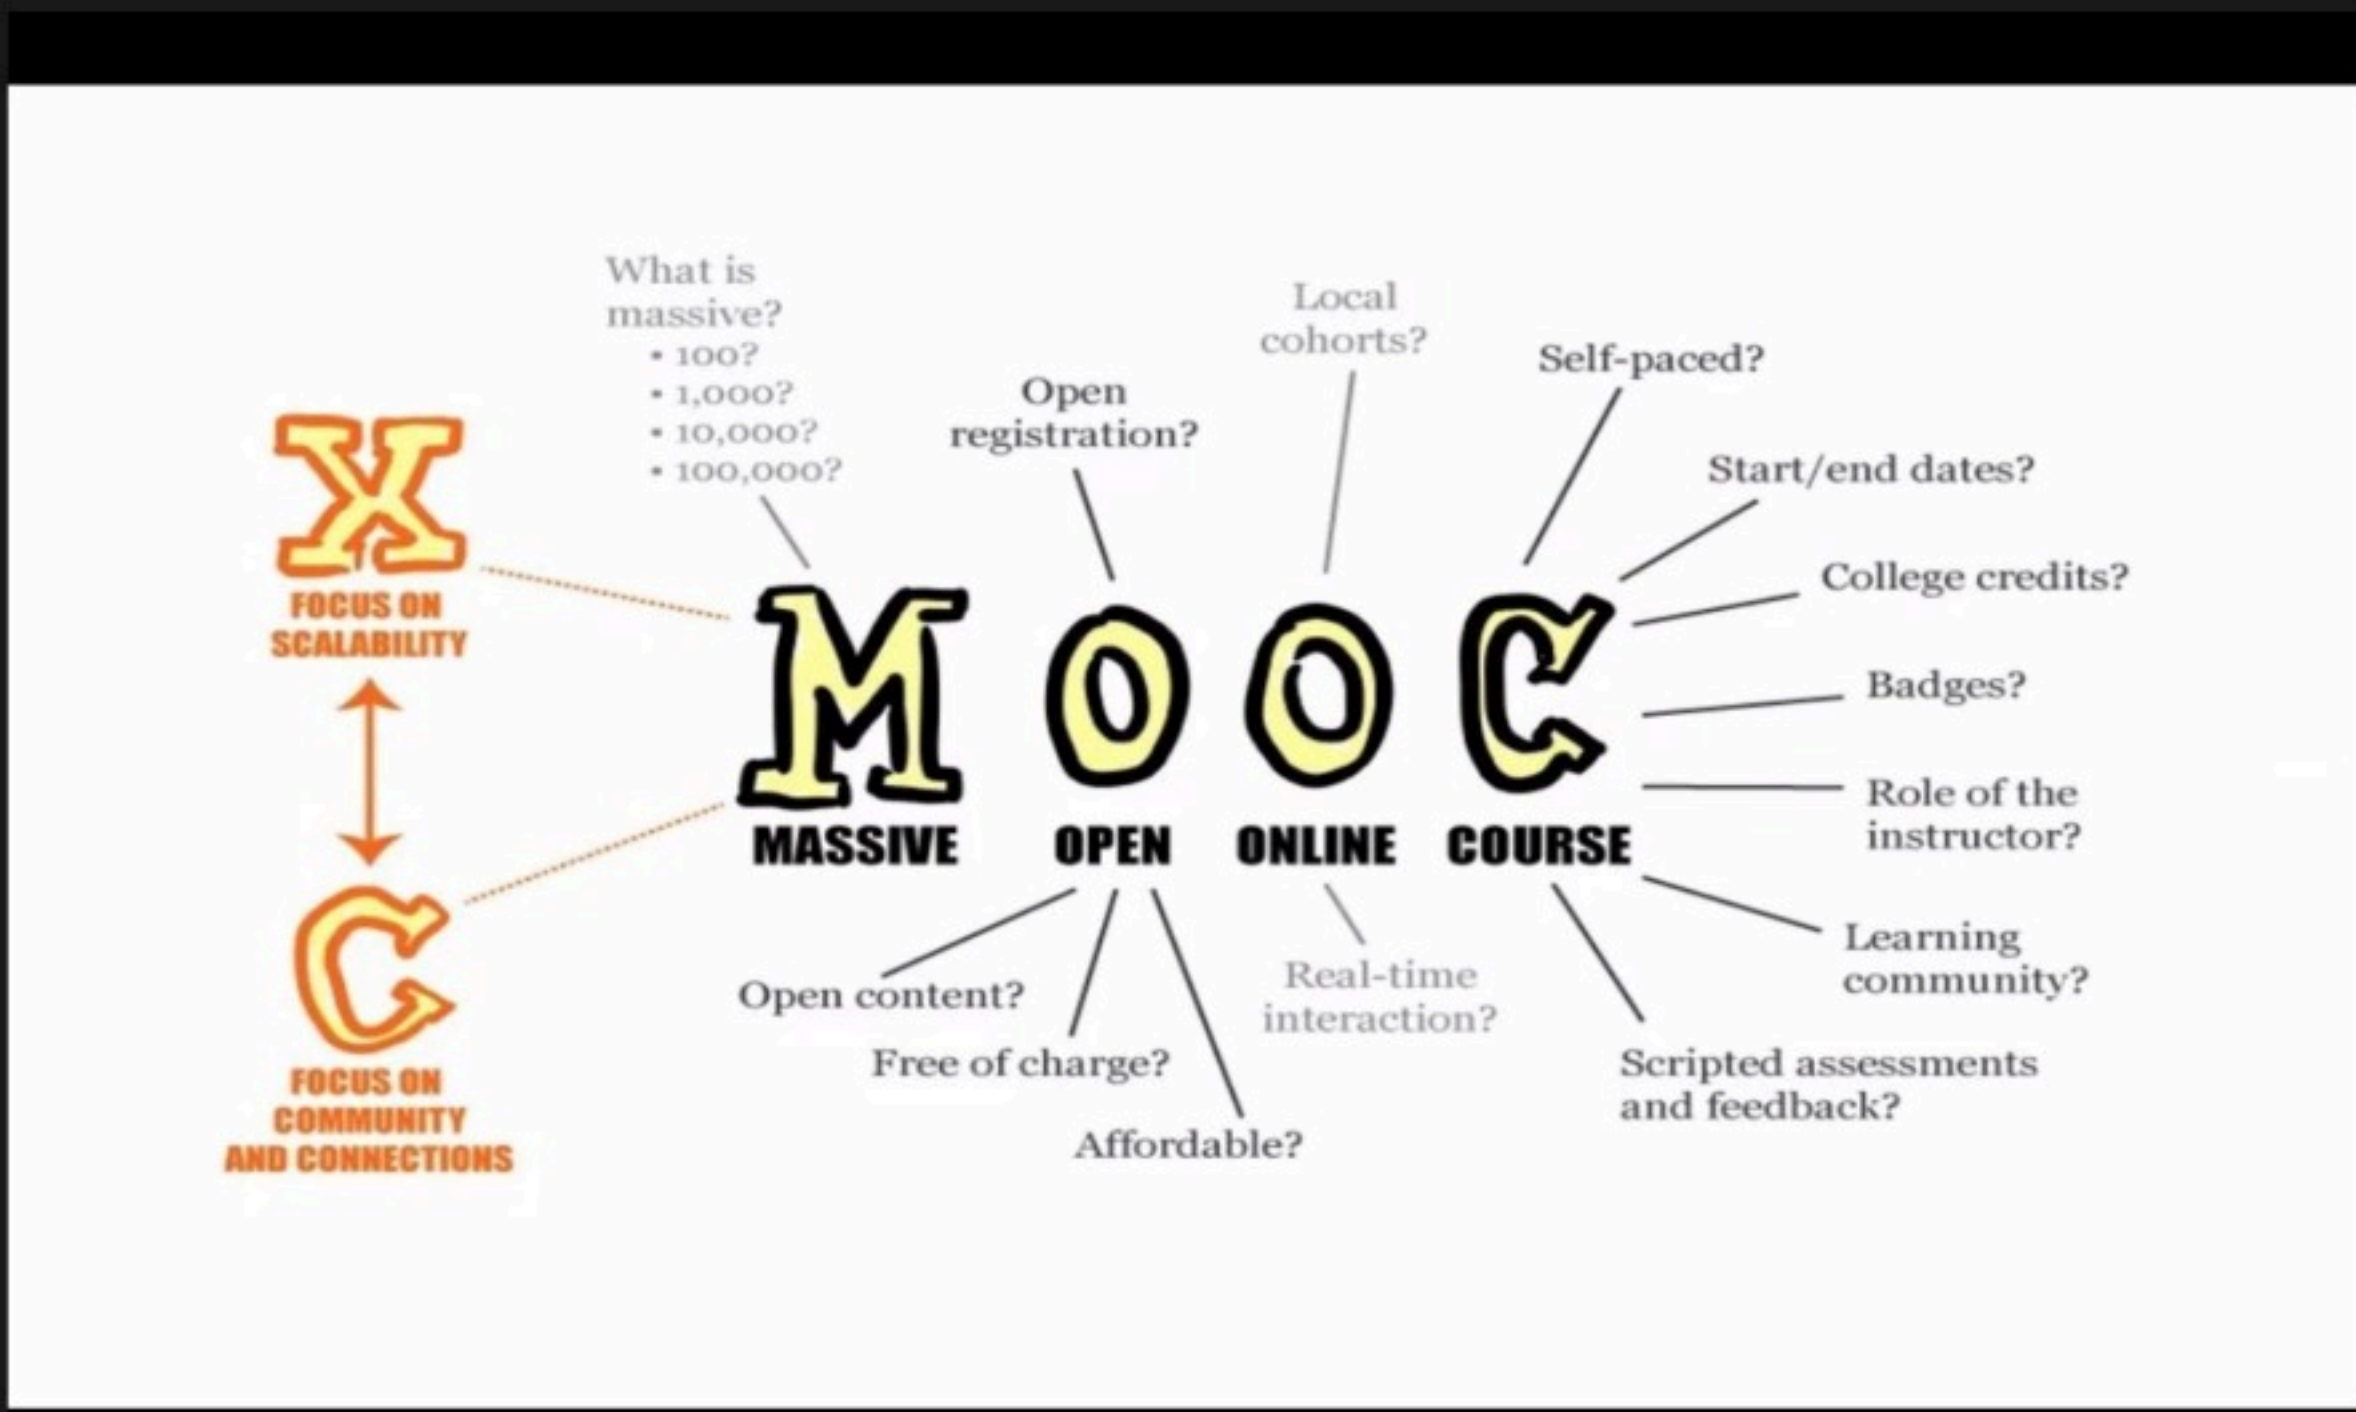 What is
massive?
• 100?
• 1,000?
• 10,000?
• 100,000?
Open
registration?
Local
cohorts?
Self-paced?
Start/end dates?
College credits?
Badges?
Role of the
instructor?
Learning
community?
Scripted assessments
and feedback?
X
FOCUS ON
SCALABILITY
C
FOCUS ON
COMMUNITY
AND CONNECTIONS
MOOC
MASSIVE OPEN ONLINE COURSE
Open content?
Free of charge?
Affordable?
Real-time
interaction?